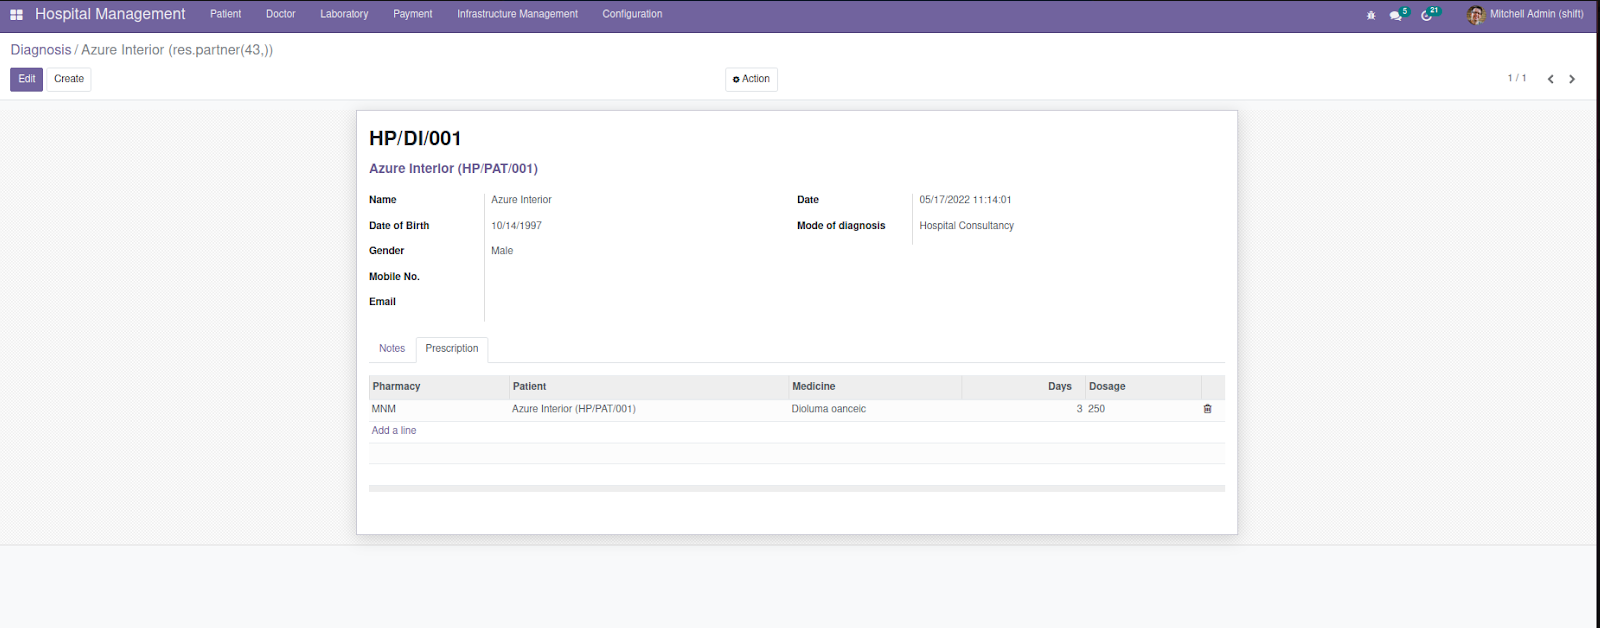 Hospital Management Patient Doctor Laboratory Payment Infrastructure Management Configuration 5 21 Mitchell Admin (shift)
Diagnosis / Azure Interior (res.partner(43,))
Edit Create Action 1 / 1
HP/DI/001
Azure Interior (HP/PAT/001)
Name Azure Interior Date 05/17/2022 11:14:01
Date of Birth 10/14/1997 Mode of diagnosis Hospital Consultancy
Gender Male
Mobile No.
Email
Notes Prescription
Pharmacy Patient Medicine Days Dosage
MNM Azure Interior (HP/PAT/001) Dioluma oanceic 3 250
Add a line